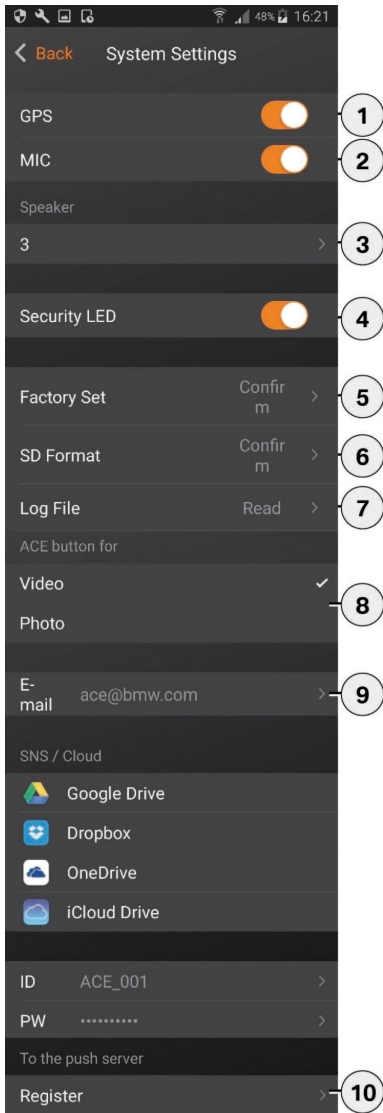 48% 16:21
Back System Settings
GPS 1
MIC 2
Speaker
3 3
Security LED 4
Factory Set Confir
m 5
SD Format Confir
m 6
Log File Read 7
ACE button for
Video
8
Photo
E-
mail ace@bmw.com 9
SNS / Cloud
Google Drive
Dropbox
OneDrive
iCloud Drive
ID ACE_001
PW ··········
To the push server
Register 10